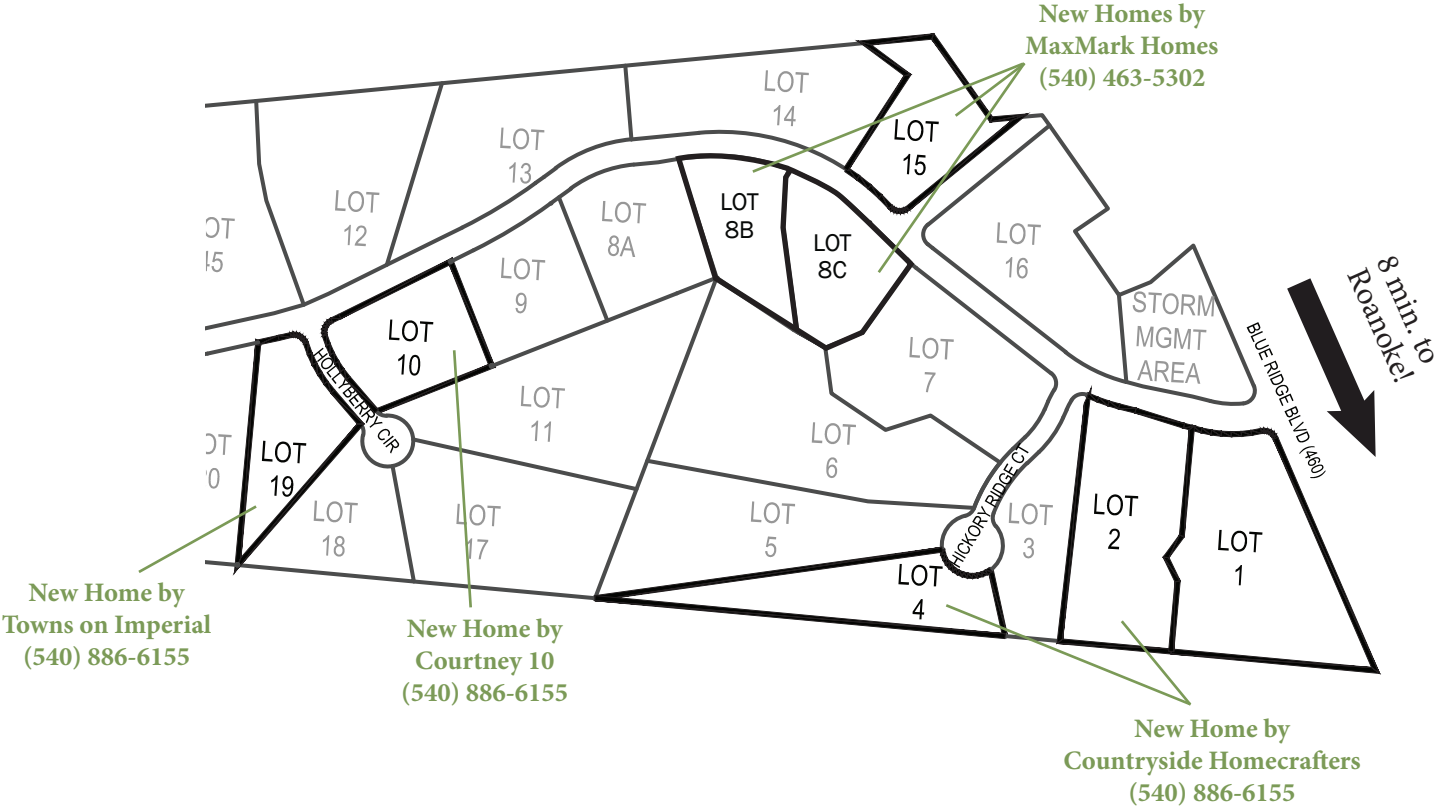 New Homes by
MaxMark Homes
(540) 463-5302
LOT
14
LOT
15
LOT
13
LOT
12
LOT
8A
LOT
8B
LOT
8C
LOT
16
LOT
9
OT
45
LOT
10
LOT
7
STORM
MGMT
AREA
8 min. to
Roanoke!
BLUE RIDGE BLVD (460)
HOLLYBERRY CIR
LOT
11
LOT
6
OT
20
LOT
19
LOT
18
LOT
17
LOT
5
HICKORY RIDGE CT
LOT
3
LOT
2
LOT
1
LOT
4
New Home by
Towns on Imperial
(540) 886-6155
New Home by
Courtney 10
(540) 886-6155
New Home by
Countryside Homecrafters
(540) 886-6155